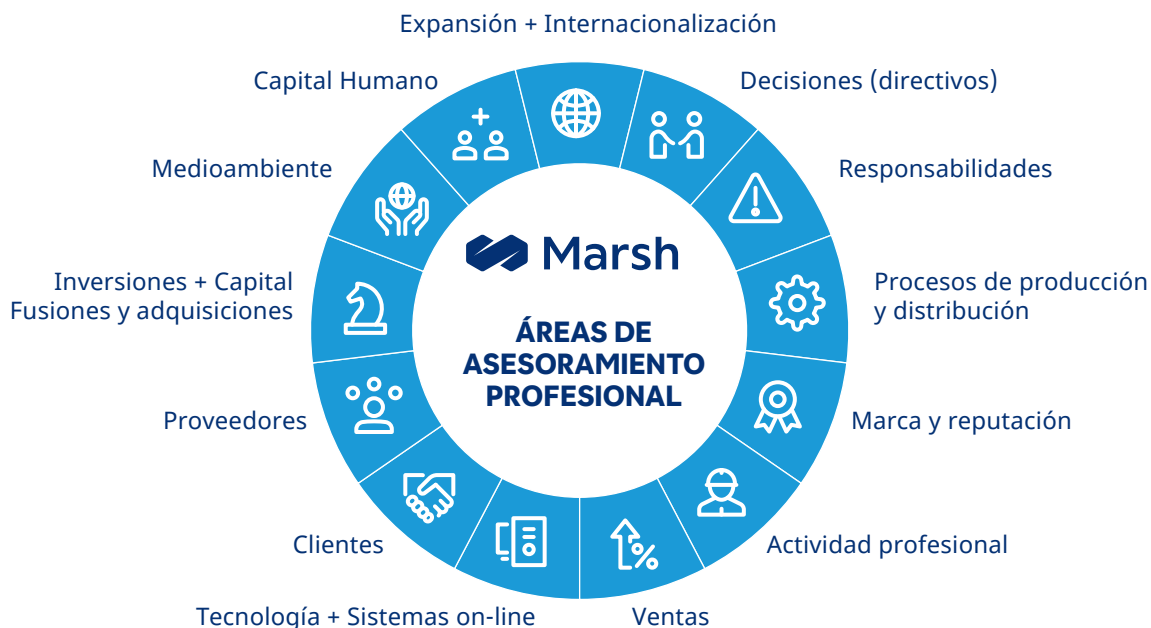 Expansión + Internacionalización
Capital Humano
Decisiones (directivos)
Medioambiente
Responsabilidades
Marsh
Inversiones + Capital
Fusiones y adquisiciones
Procesos de producción
y distribución
ÁREAS DE
ASESORAMIENTO
PROFESIONAL
Proveedores
Marca y reputación
Clientes
Actividad profesional
Tecnología + Sistemas on-line
Ventas
%